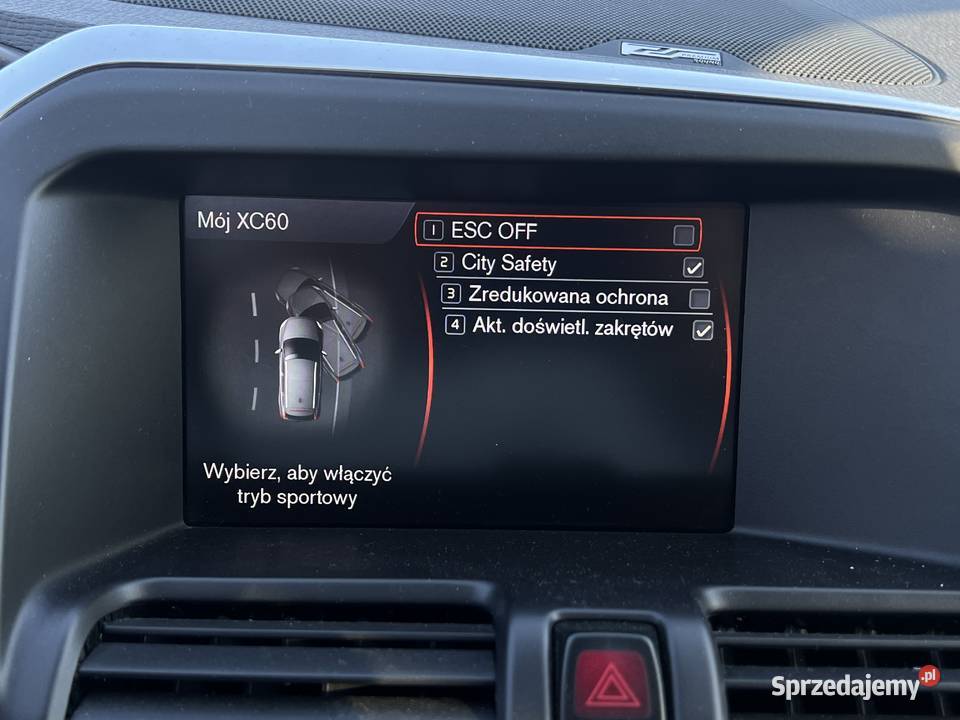 Mój XC60
1 ESC OFF
2 City Safety
3 Zredukowana ochrona
4 Akt. doświetl. zakrętów
Wybierz, aby włączyć
tryb sportowy
Sprzedajemy.pl